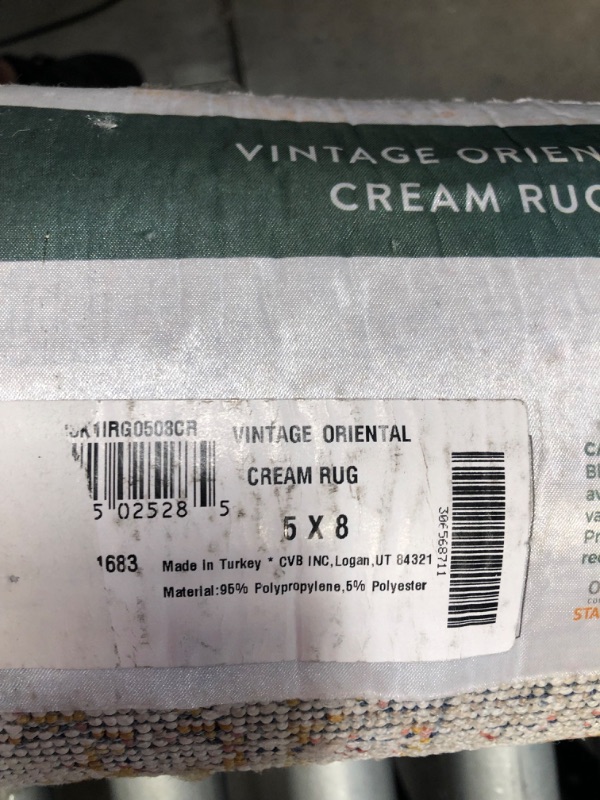 VINTAGE ORIEN
CREAM RUG
VINTAGE ORIENTAL
CREAM RUG
5 02528 5
5 X 8
1683 Made in Turkey * CVB INC, Logan, UT 84321
Material:95% Polypropylene,5% Polyester
306568711